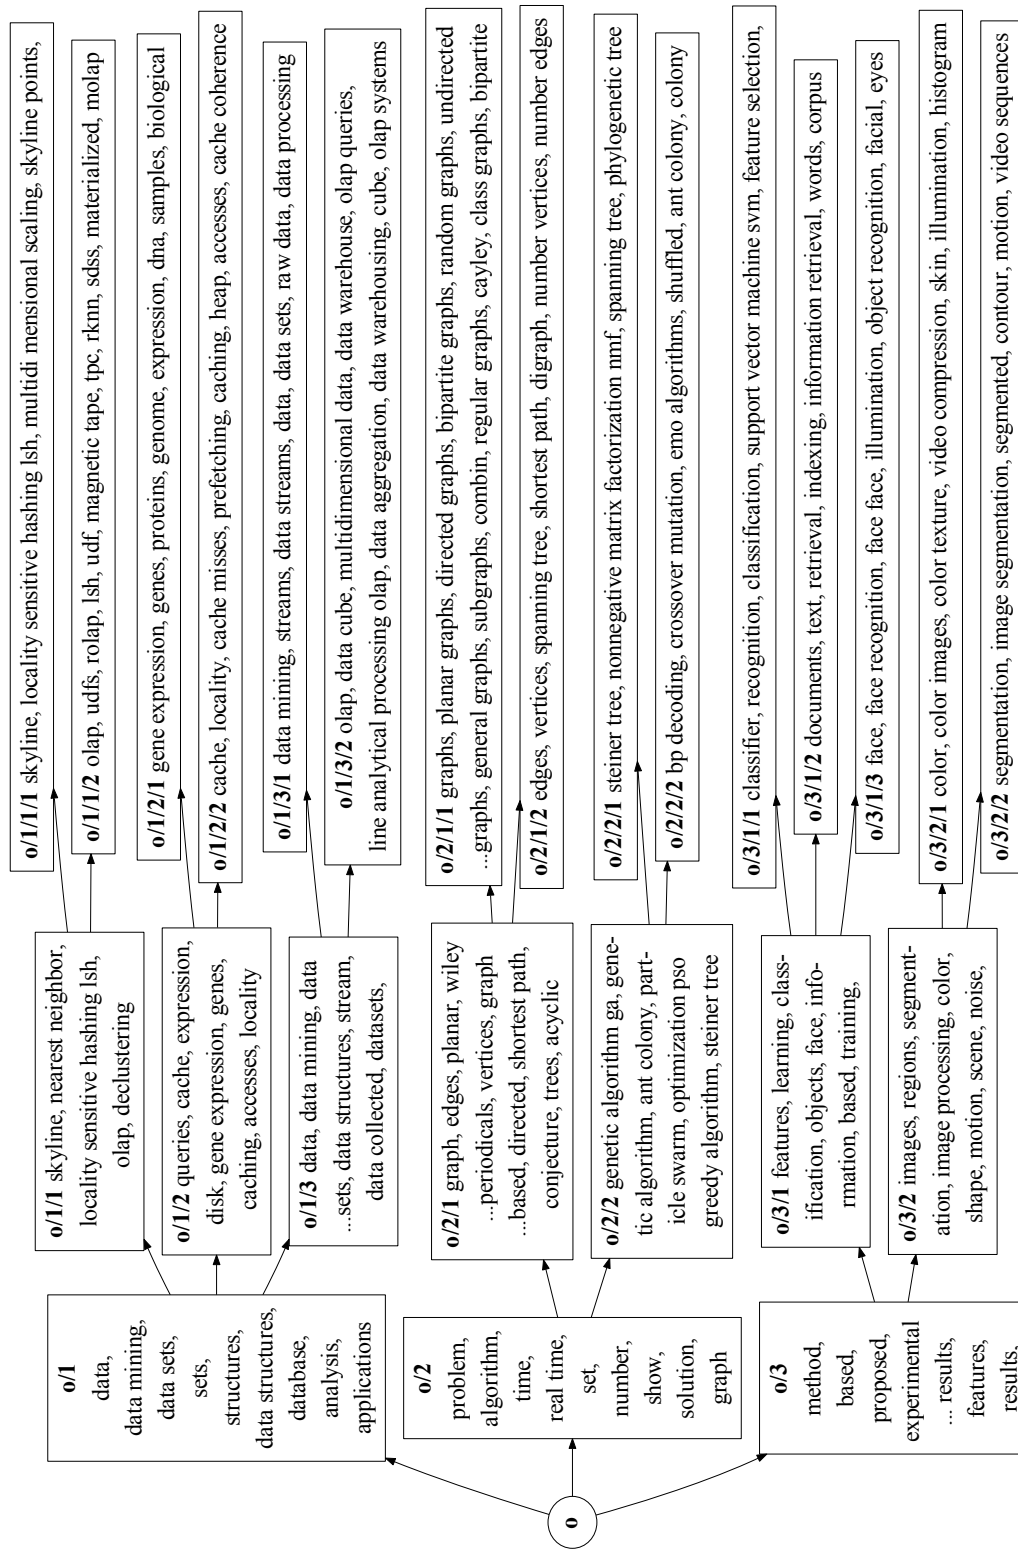 o
o/1
data,
data mining,
data sets,
sets,
structures,
data structures,
database,
analysis,
applications
o/2
problem,
algorithm,
time,
real time,
set,
number,
show,
solution,
graph
o/3
method,
based,
proposed,
experimental
... results,
features,
results,
o/1/1 skyline, nearest neighbor,
locality sensitive hashing lsh,
olap, declustering
o/1/2 queries, cache, expression,
disk, gene expression, genes,
caching, accesses, locality
o/1/3 data, data mining, data
...sets, data structures, stream,
data collected, datasets,
o/2/1 graph, edges, planar, wiley
...periodicals, vertices, graph
...based, directed, shortest path,
conjecture, trees, acyclic
o/2/2 genetic algorithm ga, gene-
tic algorithm, ant colony, part-
icle swarm, optimization pso
greedy algorithm, steiner tree
o/3/1 features, learning, class-
ification, objects, face, info-
rmation, based, training,
o/3/2 images, regions, segment-
ation, image processing, color,
shape, motion, scene, noise,
o/1/1/1 skyline, locality sensitive hashing lsh, multidi mensional scaling, skyline points,
o/1/1/2 olap, udfs, rolap, lsh, udf, magnetic tape, tpc, rknn, sdss, materialized, molap
o/1/2/1 gene expression, genes, proteins, genome, expression, dna, samples, biological
o/1/2/2 cache, locality, cache misses, prefetching, caching, heap, accesses, cache coherence
o/1/3/1 data mining, streams, data streams, data, data sets, raw data, data processing
o/1/3/2 olap, data cube, multidimensional data, data warehouse, olap queries,
line analytical processing olap, data aggregation, data warehousing, cube, olap systems
o/2/1/1 graphs, planar graphs, directed graphs, bipartite graphs, random graphs, undirected
...graphs, general graphs, subgraphs, combin, regular graphs, cayley, class graphs, bipartite
o/2/1/2 edges, vertices, spanning tree, shortest path, digraph, number vertices, number edges
o/2/2/1 steiner tree, nonnegative matrix factorization nmf, spanning tree, phylogenetic tree
o/2/2/2 bp decoding, crossover mutation, emo algorithms, shuffled, ant colony, colony
o/3/1/1 classifier, recognition, classification, support vector machine svm, feature selection,
o/3/1/2 documents, text, retrieval, indexing, information retrieval, words, corpus
o/3/1/3 face, face recognition, face face, illumination, object recognition, facial, eyes
o/3/2/1 color, color images, color texture, video compression, skin, illumination, histogram
o/3/2/2 segmentation, image segmentation, segmented, contour, motion, video sequences